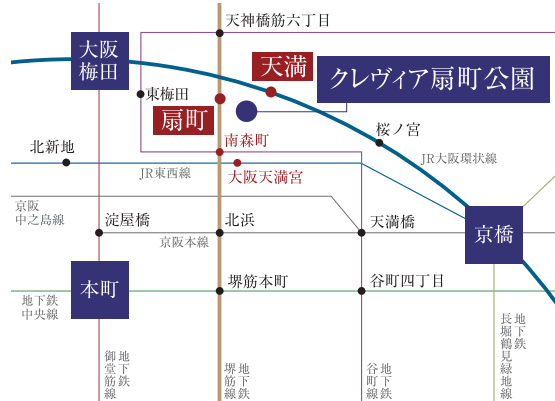 天神橋筋六丁目
大阪
梅田
天満
クレヴィア扇町公園
東梅田
扇町
桜ノ宮
南森町
北新地
JR大阪環状線
JR東西線
大阪天満宮
京阪
中之島線
淀屋橋
北浜
天満橋
京橋
京阪本線
本町
堺筋本町
谷町四丁目
地下鉄
中央線
地下鉄
御堂筋線
地下鉄
堺筋線
地下鉄
谷町線
地下鉄
長堀鶴見緑地線